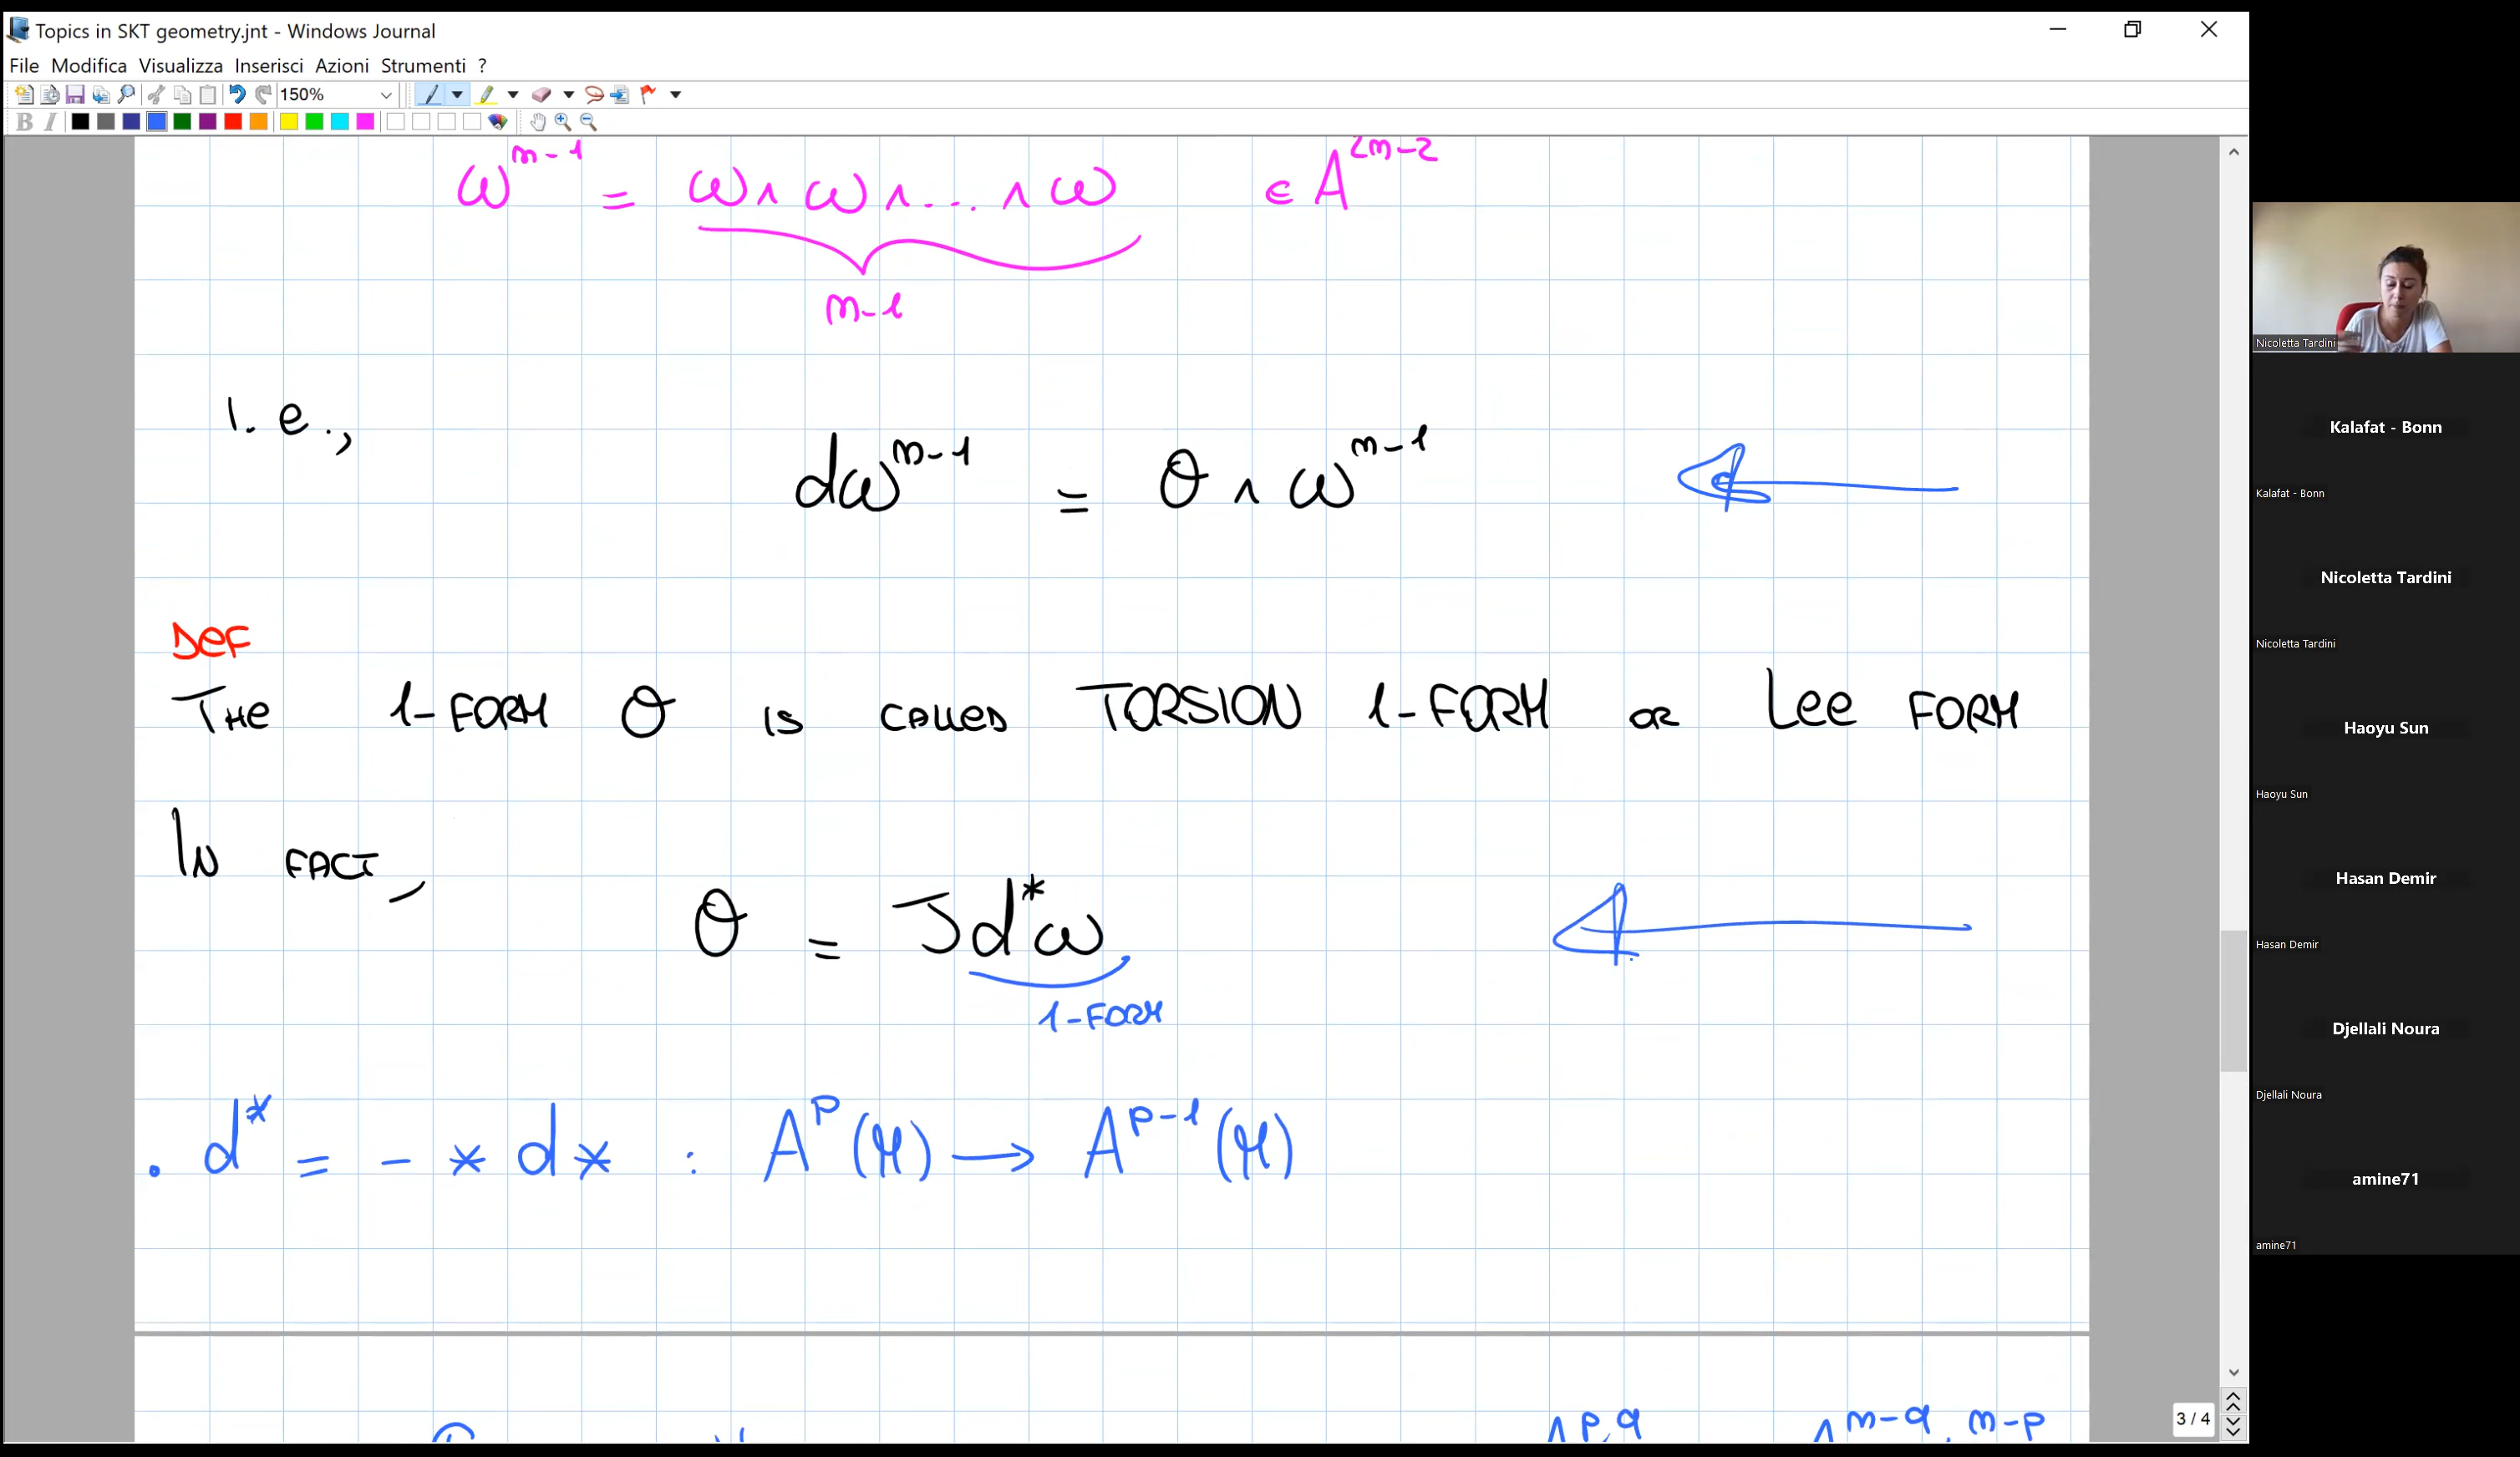 Topics in SKT geometry.jnt - Windows Journal
File Modifica Visualizza Inserisci Azioni Strumenti ?
150%
B I
ω^{n-1} = ω∧ω∧...∧ω ∈ A^{2n-2}
n-1
I.e.,
dω^{n-1} = θ∧ω^{n-1}
DEF
THE 1-FORM θ IS CALLED TORSION 1-FORM OR LEE FORM
IN FACT,
θ = Jd*ω
1-FORM
. d* = - * d * : A^p(M) → A^{p-1}(M)
∧^{p,q} ∧^{n-q, n-p}
3 / 4
Nicoletta Tardini
Kalafat - Bonn
Kalafat - Bonn
Nicoletta Tardini
Nicoletta Tardini
Haoyu Sun
Haoyu Sun
Hasan Demir
Hasan Demir
Djellali Noura
Djellali Noura
amine71
amine71